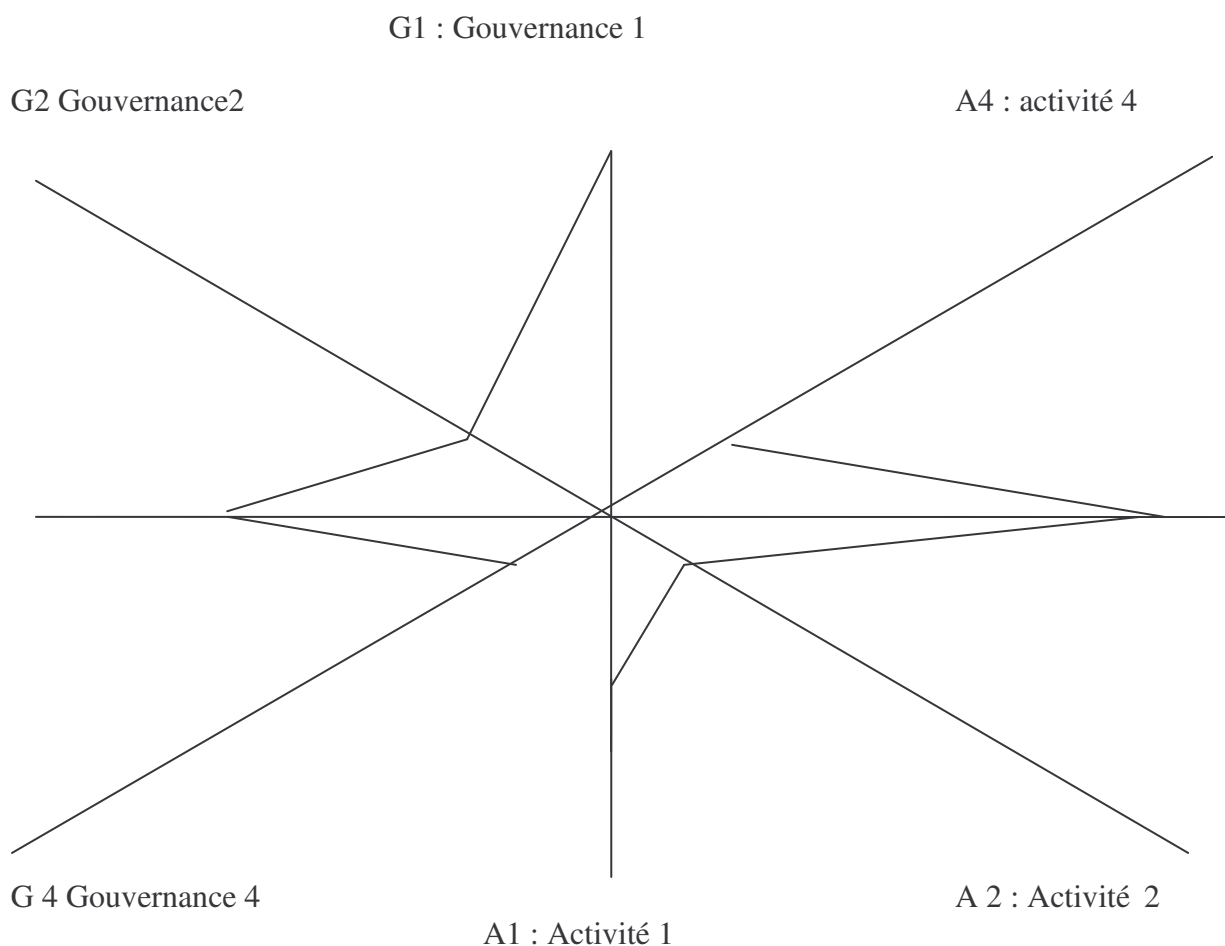 G1 : Gouvernance 1
G2 Gouvernance2
A4 : activité 4
G 4 Gouvernance 4
A 2 : Activité 2
A1 : Activité 1